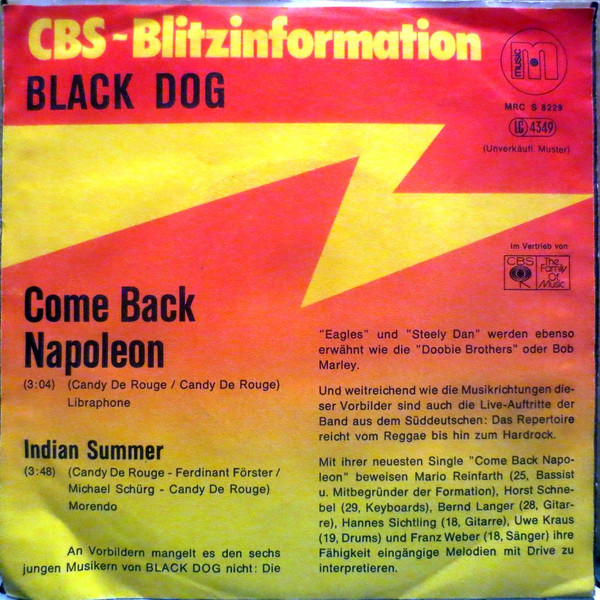 CBS-Blitzinformation
BLACK DOG
music
m
MRC S 8229
LC 4349
(Unverkäufl Muster)
Im Vertrieb von
CBS
The
Family
Of
Music
Come Back
Napoleon
(3:04) (Candy De Rouge / Candy De Rouge)
Libraphone
Indian Summer
(3:48) (Candy De Rouge - Ferdinant Förster /
Michael Schürg - Candy De Rouge)
Morendo
An Vorbildern mangelt es den sechs
jungen Musikern von BLACK DOG nicht: Die
"Eagles" und "Steely Dan" werden ebenso
erwähnt wie die "Doobie Brothers" oder Bob
Marley.
Und weitreichend wie die Musikrichtungen die-
ser Vorbilder sind auch die Live-Auftritte der
Band aus dem Süddeutschen: Das Repertoire
reicht vom Reggae bis hin zum Hardrock.
Mit ihrer neuesten Single "Come Back Napo-
leon" beweisen Mario Reinfarth (25, Bassist
u. Mitbegründer der Formation), Horst Schne-
bel (29, Keyboards), Bernd Langer (28, Gitar-
re), Hannes Sichtling (18, Gitarre), Uwe Kraus
(19, Drums) und Franz Weber (18, Sänger) ihre
Fähigkeit eingängige Melodien mit Drive zu
interpretieren.